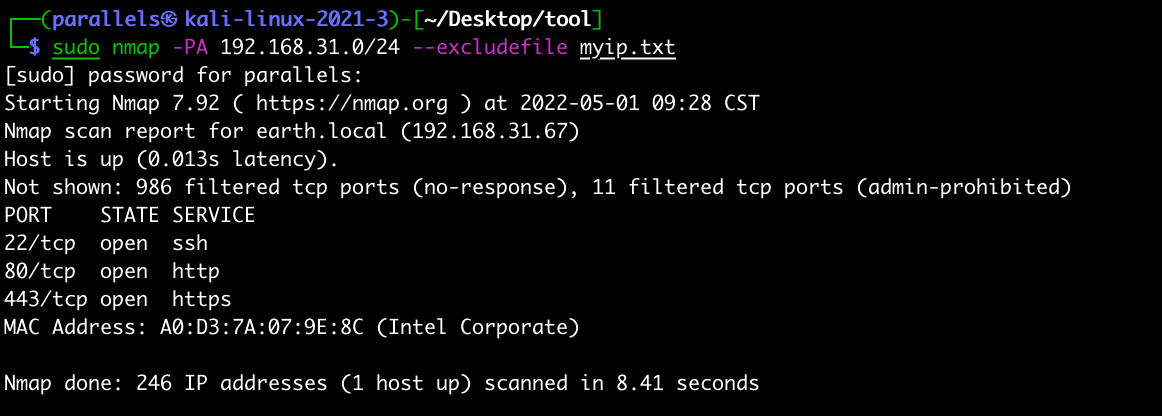 ┌──(parallels㉿kali-linux-2021-3)-[~/Desktop/tool]
└─$ sudo nmap -PA 192.168.31.0/24 --excludefile myip.txt
[sudo] password for parallels:
Starting Nmap 7.92 ( https://nmap.org ) at 2022-05-01 09:28 CST
Nmap scan report for earth.local (192.168.31.67)
Host is up (0.013s latency).
Not shown: 986 filtered tcp ports (no-response), 11 filtered tcp ports (admin-prohibited)
PORT    STATE SERVICE
22/tcp  open  ssh
80/tcp  open  http
443/tcp open  https
MAC Address: A0:D3:7A:07:9E:8C (Intel Corporate)
Nmap done: 246 IP addresses (1 host up) scanned in 8.41 seconds